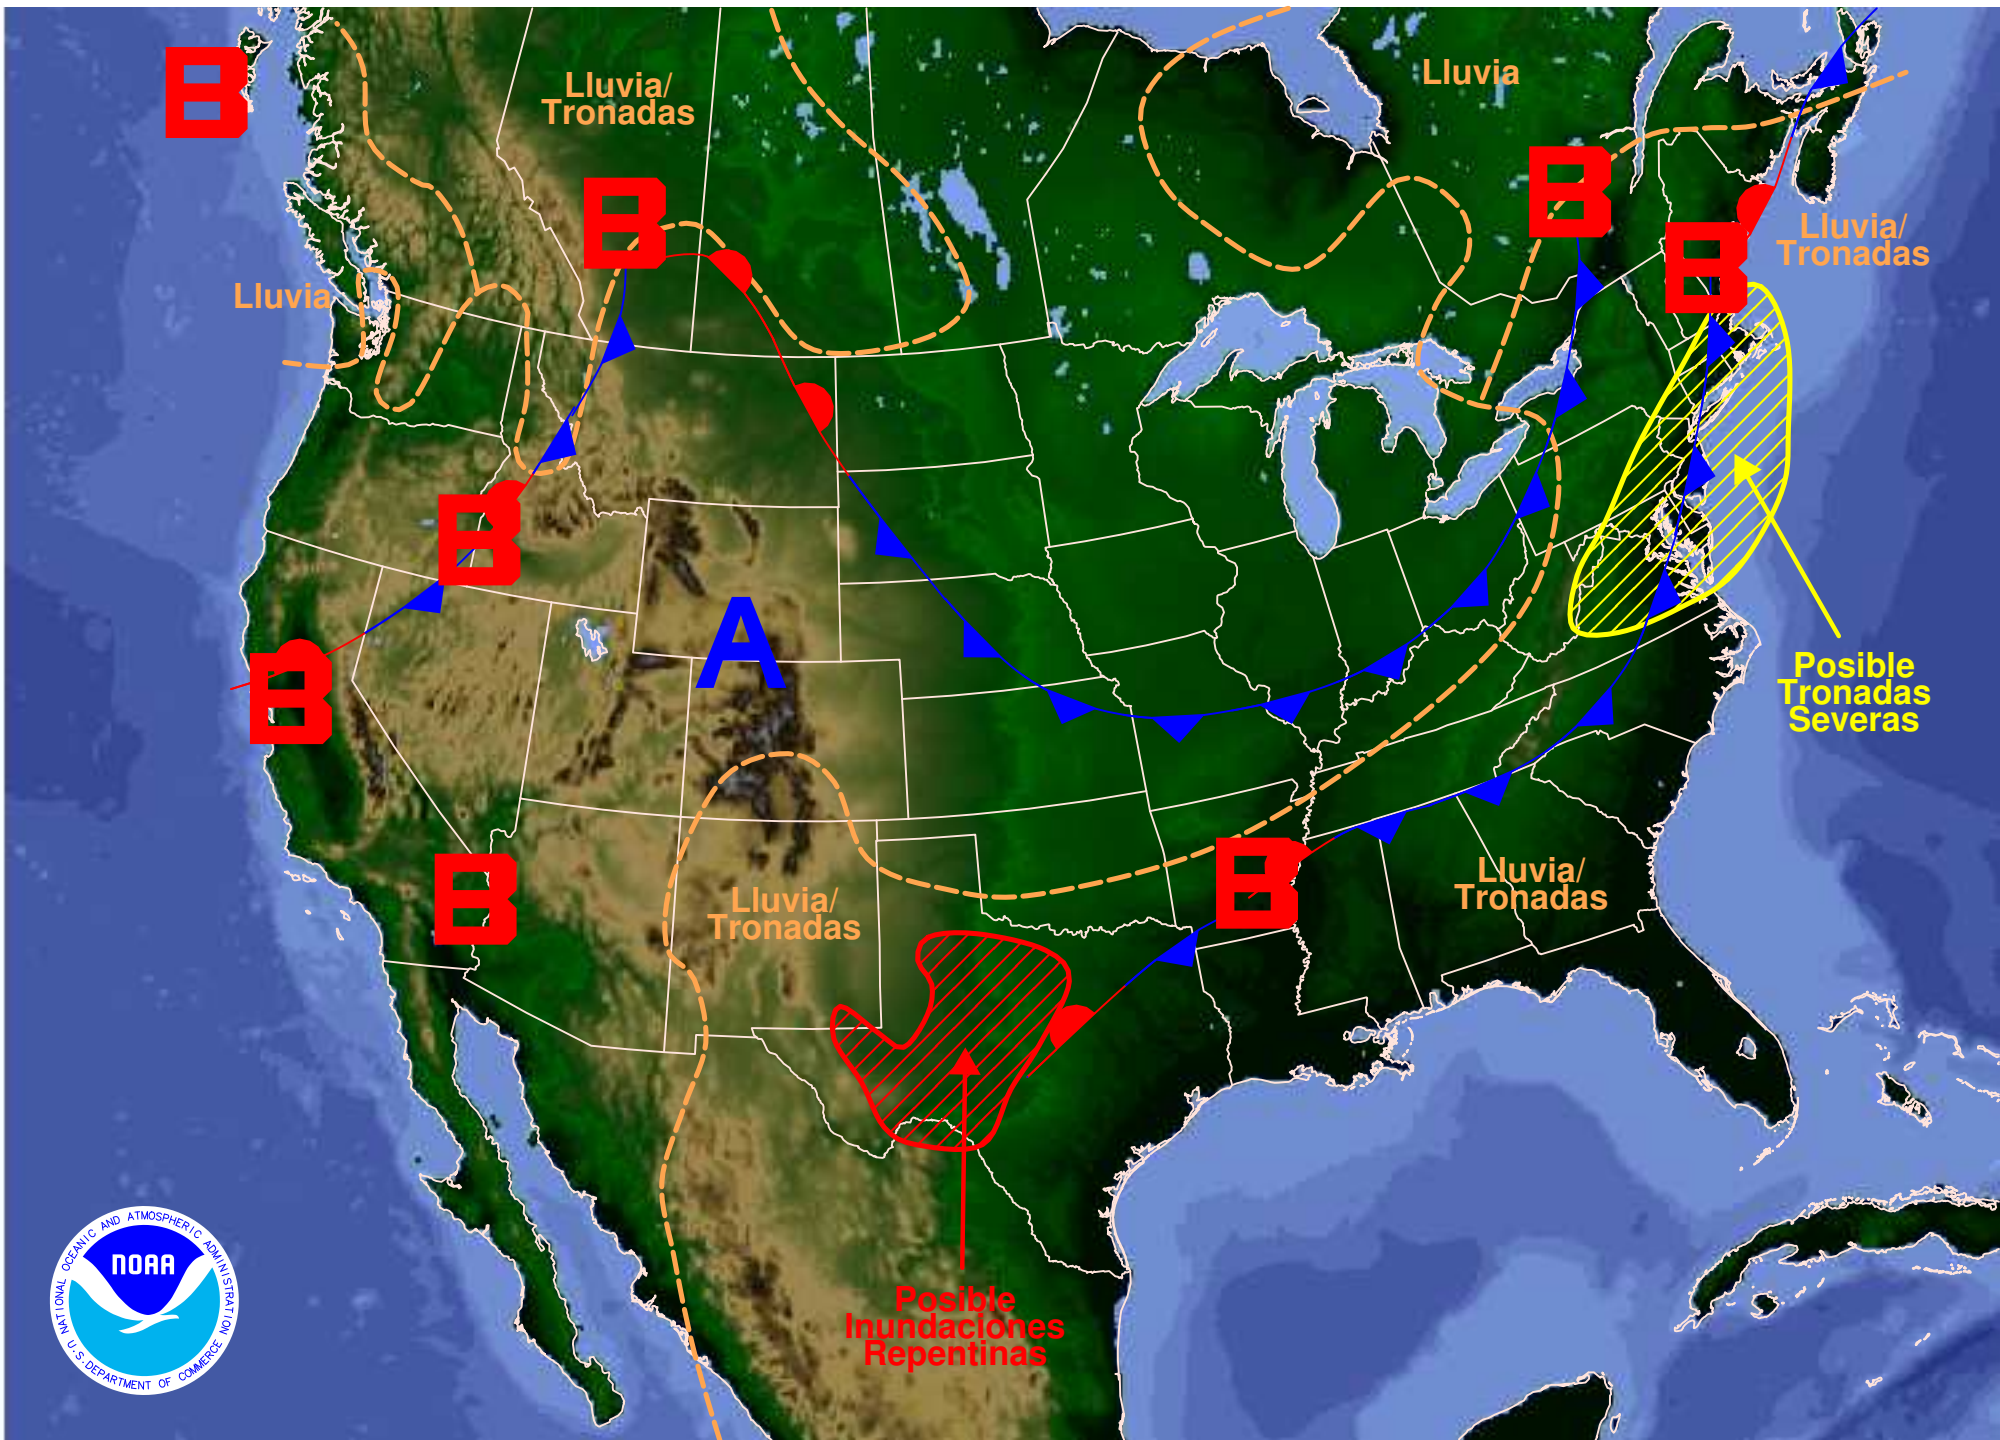 B
Lluvia/
Tronadas
Lluvia
B
B
B
Lluvia/
Tronadas
B
Lluvia
B
A
B
Posible
Tronadas
Severas
B
B
Lluvia/
Tronadas
Lluvia/
Tronadas
Posible
Inundaciones
Repentinas
NATIONAL OCEANIC AND ATMOSPHERIC ADMINISTRATION
NOAA
U.S. DEPARTMENT OF COMMERCE